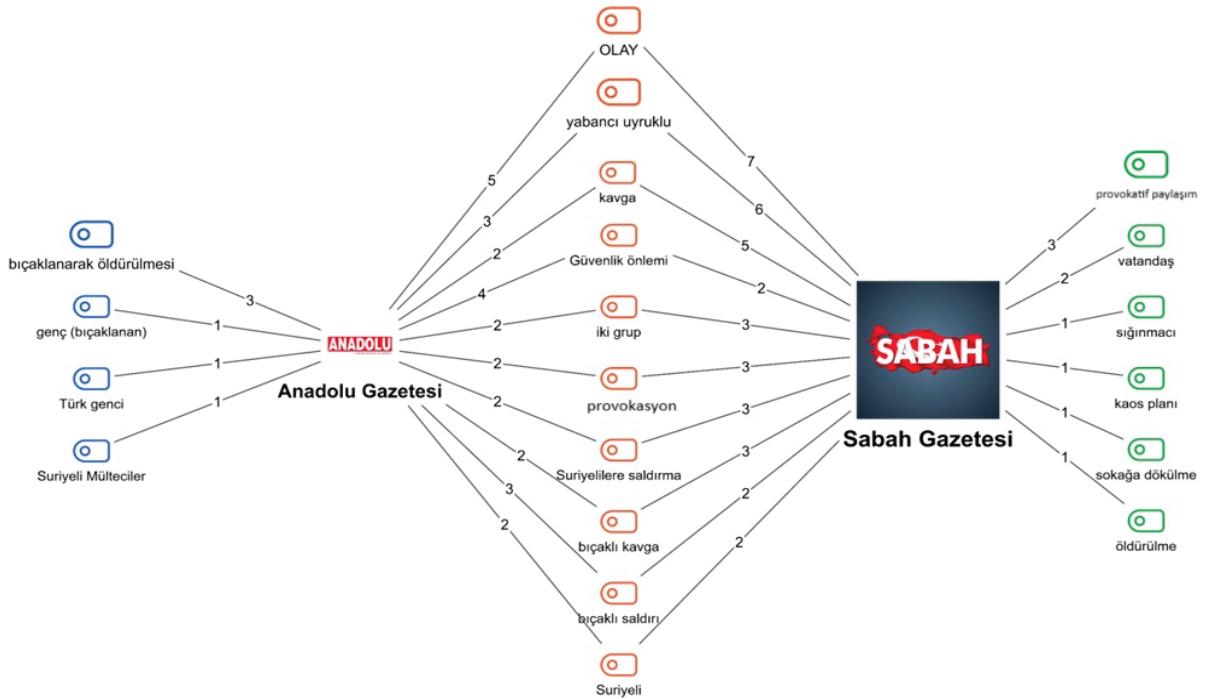 OLAY
yabancı uyruklu
kavga
Güvenlik önlemi
iki grup
provokasyon
Suriyelilere saldırma
bıçaklı kavga
bıçaklı saldırı
Suriyeli
bıçaklanarak öldürülmesi
genç (bıçaklanan)
Türk genci
Suriyeli Mülteciler
3
1
1
1
ANADOLU
Anadolu Gazetesi
5
3
2
4
2
2
2
2
3
2
7
6
5
2
3
3
3
3
2
2
SABAH
Sabah Gazetesi
3
2
1
1
1
1
provokatif paylaşım
vatandaş
sığınmacı
kaos planı
sokağa dökülme
öldürülme